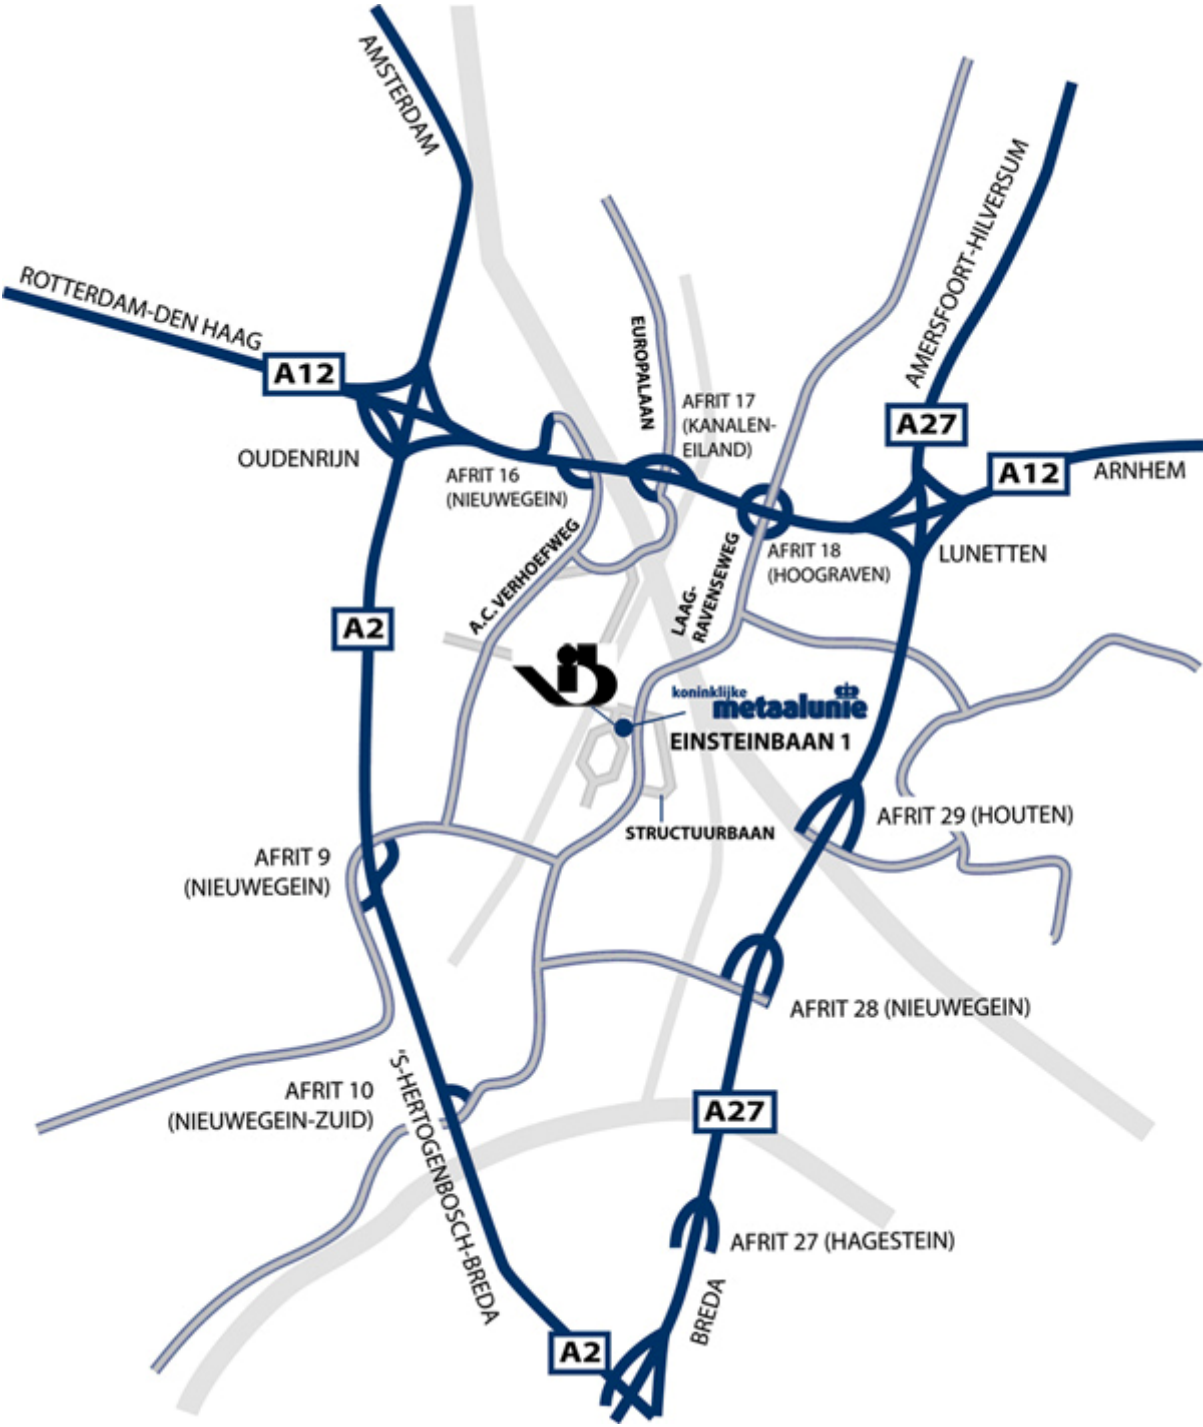 AMSTERDAM
ROTTERDAM-DEN HAAG
A12
OUDENRIJN
EUROPALAAN
AFRIT 17
(KANALEN-
EILAND)
AMERSFOORT-HILVERSUM
A27
A12
ARNHEM
AFRIT 16
(NIEUWEGEIN)
AFRIT 18
(HOOGRAVEN)
LUNETTEN
A.C. VERHOEFWEG
LAAG-
RAVENSEWEG
A2
koninklijke
metaalunie
EINSTEINBAAN 1
STRUCTUURBAAN
AFRIT 29 (HOUTEN)
AFRIT 9
(NIEUWEGEIN)
AFRIT 28 (NIEUWEGEIN)
AFRIT 10
(NIEUWEGEIN-ZUID)
'S-HERTOGENBOSCH-BREDA
A27
AFRIT 27 (HAGESTEIN)
BREDA
A2